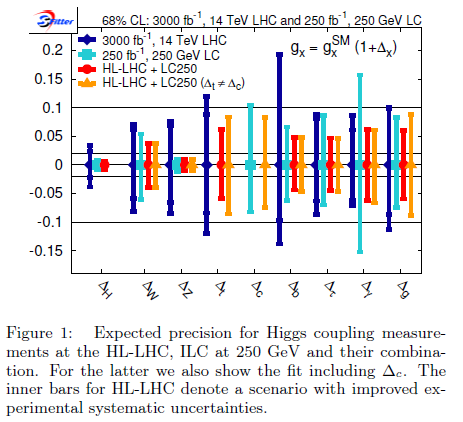 SFitter
68% CL: 3000 fb⁻¹, 14 TeV LHC and 250 fb⁻¹, 250 GeV LC
3000 fb⁻¹, 14 TeV LHC
250 fb⁻¹, 250 GeV LC
HL-LHC + LC250
HL-LHC + LC250 (Δt ≠ Δc)
gₓ = gₓˢᴹ (1+Δₓ)
0.2
0.15
0.1
0.05
0
-0.05
-0.1
-0.15
ΔH ΔW ΔZ Δt Δc Δb Δτ Δγ Δg
Figure 1: Expected precision for Higgs coupling measure-
ments at the HL-LHC, ILC at 250 GeV and their combina-
tion. For the latter we also show the fit including Δc. The
inner bars for HL-LHC denote a scenario with improved ex-
perimental systematic uncertainties.